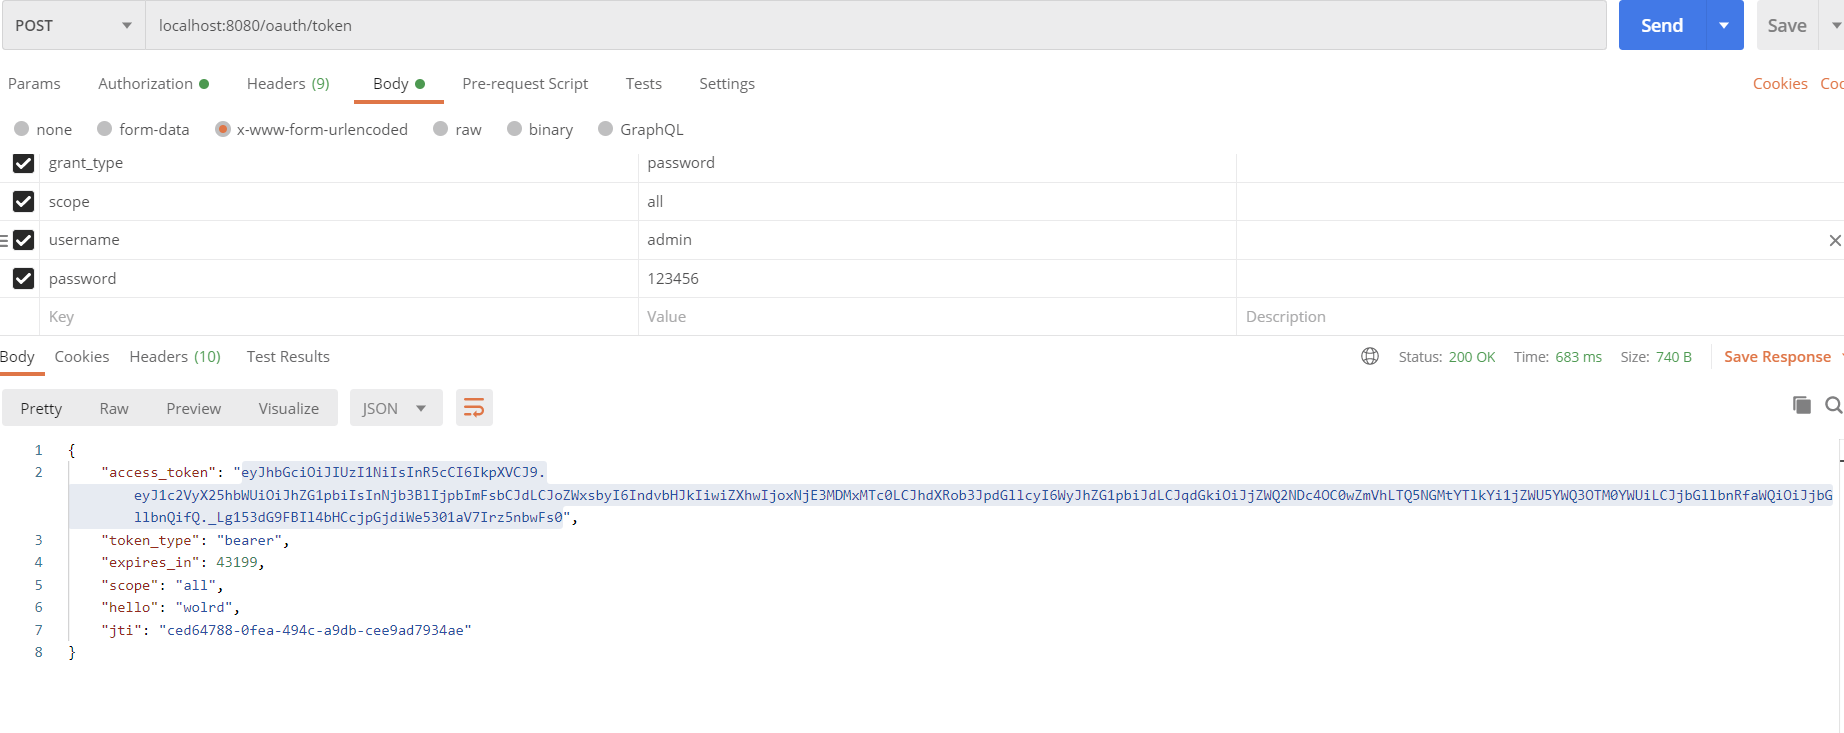 POST localhost:8080/oauth/token Send Save
Params Authorization Headers (9) Body Pre-request Script Tests Settings Cookies
none form-data x-www-form-urlencoded raw binary GraphQL
grant_type password
scope all
username admin
password 123456
Key Value Description
Body Cookies Headers (10) Test Results Status: 200 OK Time: 683 ms Size: 740 B Save Response
Pretty Raw Preview Visualize JSON
1 {
2 "access_token": "eyJhbGciOiJIUzI1NiIsInR5cCI6IkpXVCJ9.
eyJ1c2VyX25hbWUiOiJhZG1pbiIsInNjb3BlIjpbImFsbCJdLCJoZWxsbyI6IndvbHJkIiwiZXhwIjoxNjE3MDMxMTc0LCJhdXRob3JpdGllcyI6WyJhZG1pbiJdLCJqdGkiOiJjZWQ2NDc4OC0wZmVhLTQ5NGMtYTlkYi1jZWU5YWQ3OTM0YWUiLCJjbGllbnRfaWQiOiJjbG
llbnQifQ._Lg153dG9FBIl4bHCcjpGjdiWe5301aV7Irz5nbwFs0",
3 "token_type": "bearer",
4 "expires_in": 43199,
5 "scope": "all",
6 "hello": "wolrd",
7 "jti": "ced64788-0fea-494c-a9db-cee9ad7934ae"
8 }